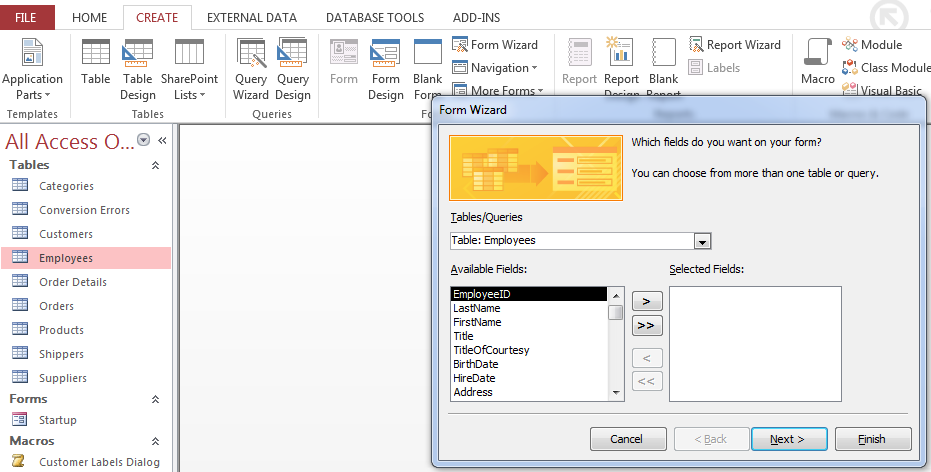 FILE HOME CREATE EXTERNAL DATA DATABASE TOOLS ADD-INS
Application Parts
Table
Table Design
SharePoint Lists
Query Wizard
Query Design
Form
Form Design
Blank Form
Form Wizard
Navigation
More Forms
Report
Report
Blank
Report Wizard
Labels
Macro
Module
Class Module
Visual Basic
Templates
Tables
Queries
All Access O...
Tables
Categories
Conversion Errors
Customers
Employees
Order Details
Orders
Products
Shippers
Suppliers
Forms
Startup
Macros
Customer Labels Dialog
Form Wizard
Which fields do you want on your form?
You can choose from more than one table or query.
Tables/Queries
Table: Employees
Available Fields:
EmployeeID
LastName
FirstName
Title
TitleOfCourtesy
BirthDate
HireDate
Address
>
>>
<
<<
Selected Fields:
Cancel
< Back
Next >
Finish